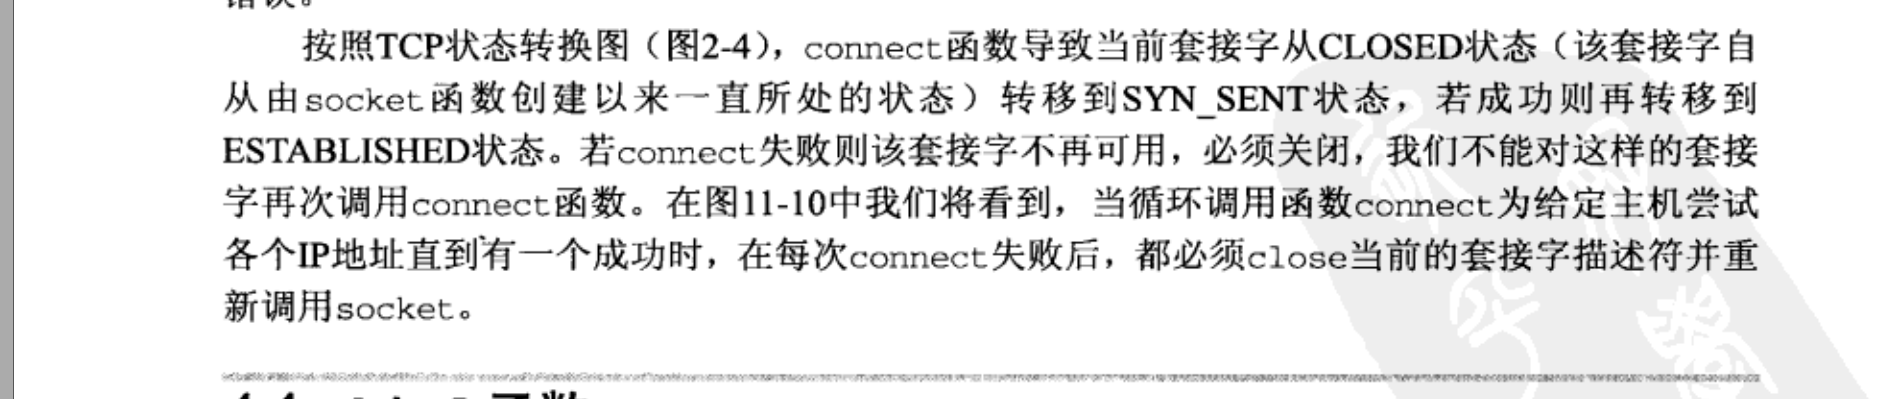 错误。
按照TCP状态转换图（图2-4），connect函数导致当前套接字从CLOSED状态（该套接字自
从由socket函数创建以来一直所处的状态）转移到SYN_SENT状态，若成功则再转移到
ESTABLISHED状态。若connect失败则该套接字不再可用，必须关闭，我们不能对这样的套接
字再次调用connect函数。在图11-10中我们将看到，当循环调用函数connect为给定主机尝试
各个IP地址直到有一个成功时，在每次connect失败后，都必须close当前的套接字描述符并重
新调用socket。
函数